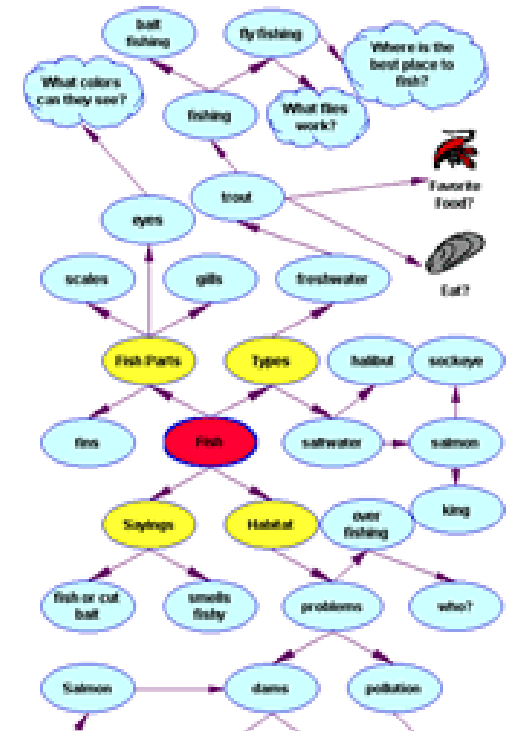 bait
fishing
fly fishing
Where is the
best place to
fish?
What colors
can they see?
fishing
What flies
work?
Favorite
Food?
trout
eyes
scales
gills
freshwater
Eat?
Fish Parts
Types
halibut
sockeye
fins
Fish
saltwater
salmon
Sayings
Habitat
over
fishing
king
fish or cut
bait
smells
fishy
problems
who?
Salmon
dams
pollution